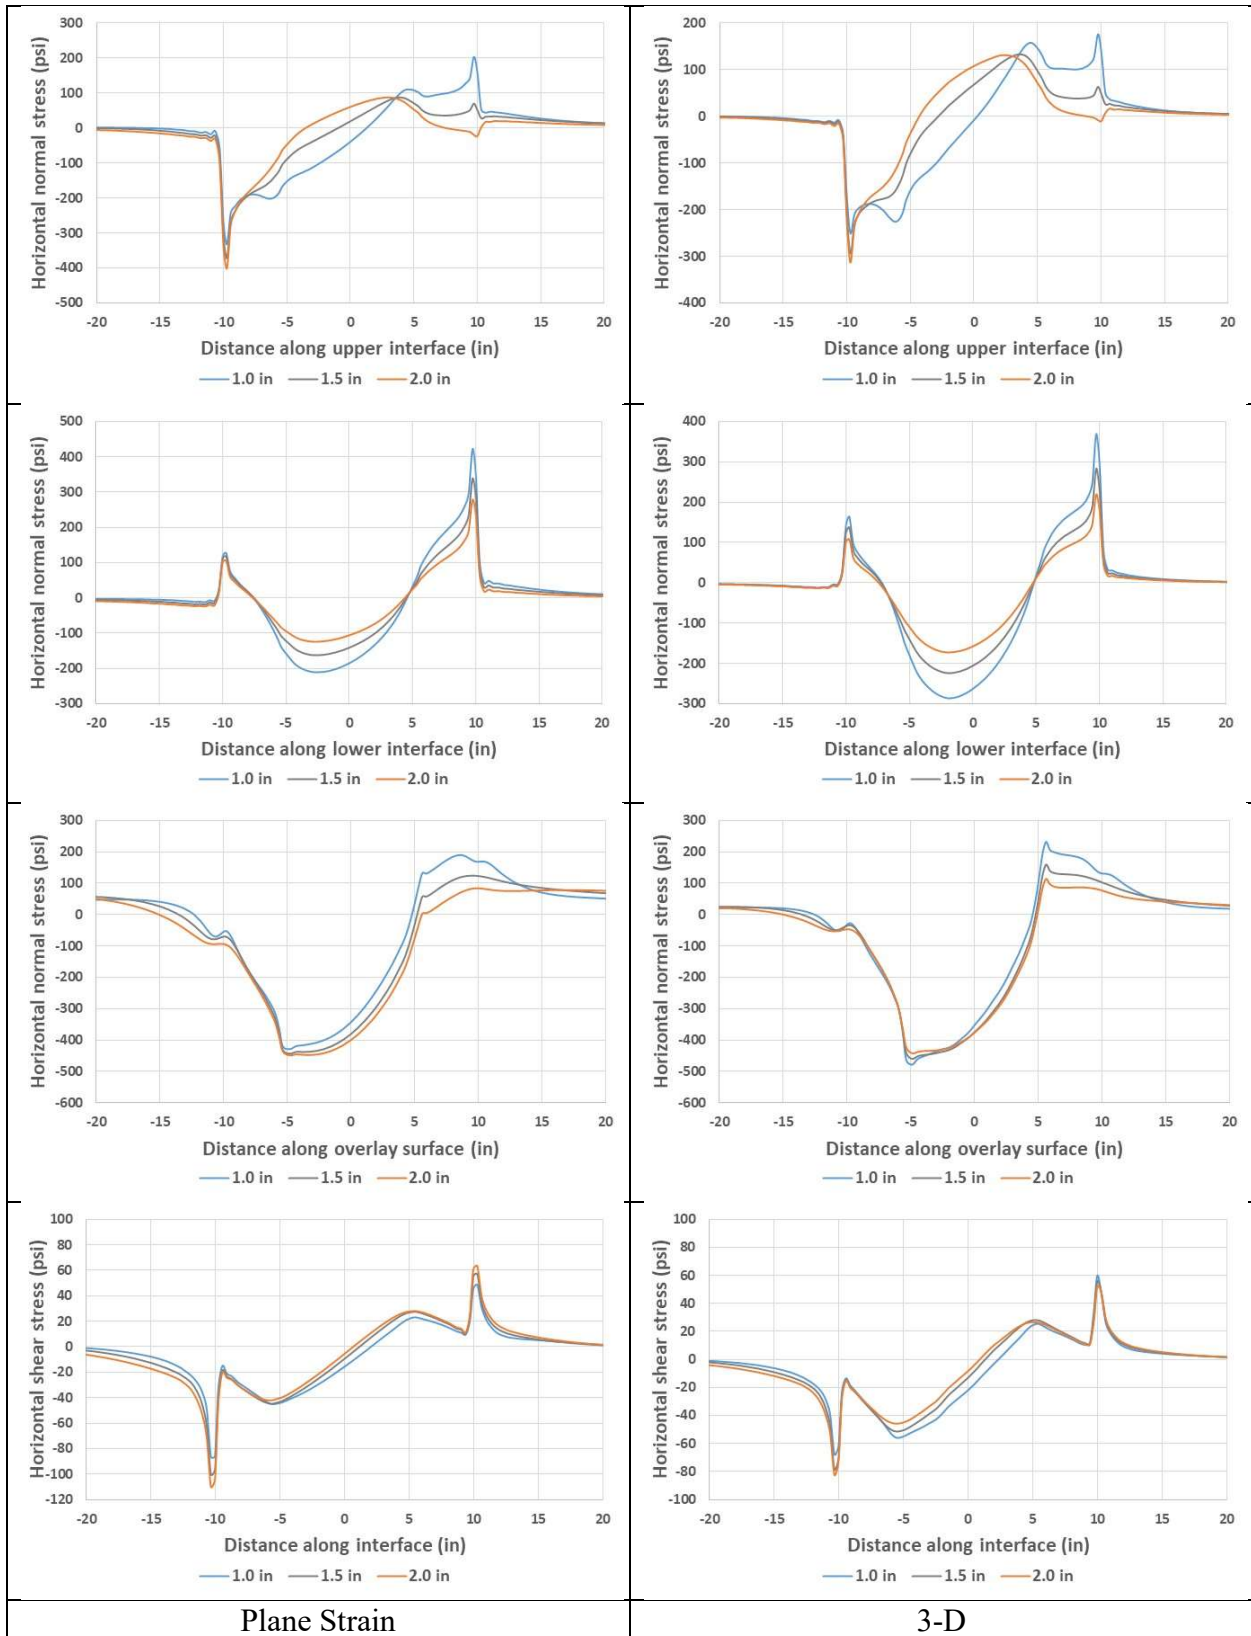 Horizontal normal stress (psi)
300
200
100
0
-100
-200
-300
-400
-500
-20 -15 -10 -5 0 5 10 15 20
Distance along upper interface (in)
1.0 in 1.5 in 2.0 in
Horizontal normal stress (psi)
200
100
0
-100
-200
-300
-400
-20 -15 -10 -5 0 5 10 15 20
Distance along upper interface (in)
1.0 in 1.5 in 2.0 in
Horizontal normal stress (psi)
500
400
300
200
100
0
-100
-200
-300
-20 -15 -10 -5 0 5 10 15 20
Distance along lower interface (in)
1.0 in 1.5 in 2.0 in
Horizontal normal stress (psi)
400
300
200
100
0
-100
-200
-300
-20 -15 -10 -5 0 5 10 15 20
Distance along lower interface (in)
1.0 in 1.5 in 2.0 in
Horizontal normal stress (psi)
300
200
100
0
-100
-200
-300
-400
-500
-600
-20 -15 -10 -5 0 5 10 15 20
Distance along overlay surface (in)
1.0 in 1.5 in 2.0 in
Horizontal normal stress (psi)
300
200
100
0
-100
-200
-300
-400
-500
-600
-20 -15 -10 -5 0 5 10 15 20
Distance along overlay surface (in)
1.0 in 1.5 in 2.0 in
Horizontal shear stress (psi)
100
80
60
40
20
0
-20
-40
-60
-80
-100
-120
-20 -15 -10 -5 0 5 10 15 20
Distance along interface (in)
1.0 in 1.5 in 2.0 in
Horizontal shear stress (psi)
100
80
60
40
20
0
-20
-40
-60
-80
-100
-20 -15 -10 -5 0 5 10 15 20
Distance along interface (in)
1.0 in 1.5 in 2.0 in
Plane Strain
3-D